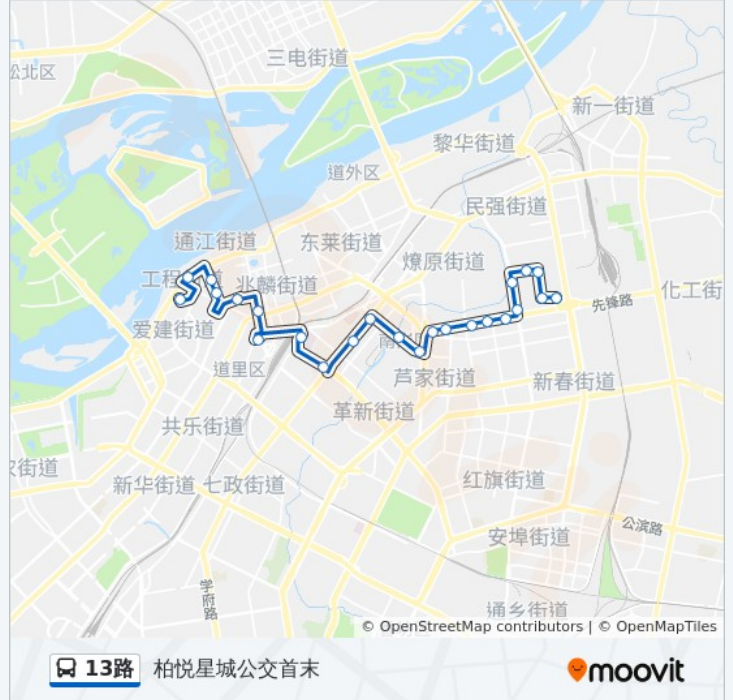 三电街道
松北区
新一街道
黎华街道
道外区
民强街道
通江街道
东莱街道
燎原街道
兆麟街道
化工街
先锋路
爱建街道
道里区
芦家街道
新春街道
革新街道
共乐街道
农街道
新华街道
七政街道
红旗街道
公滨路
安埠街道
学府路
通乡街道
© OpenStreetMap contributors | © OpenMapTiles
13路 柏悦星城公交首末
moovit